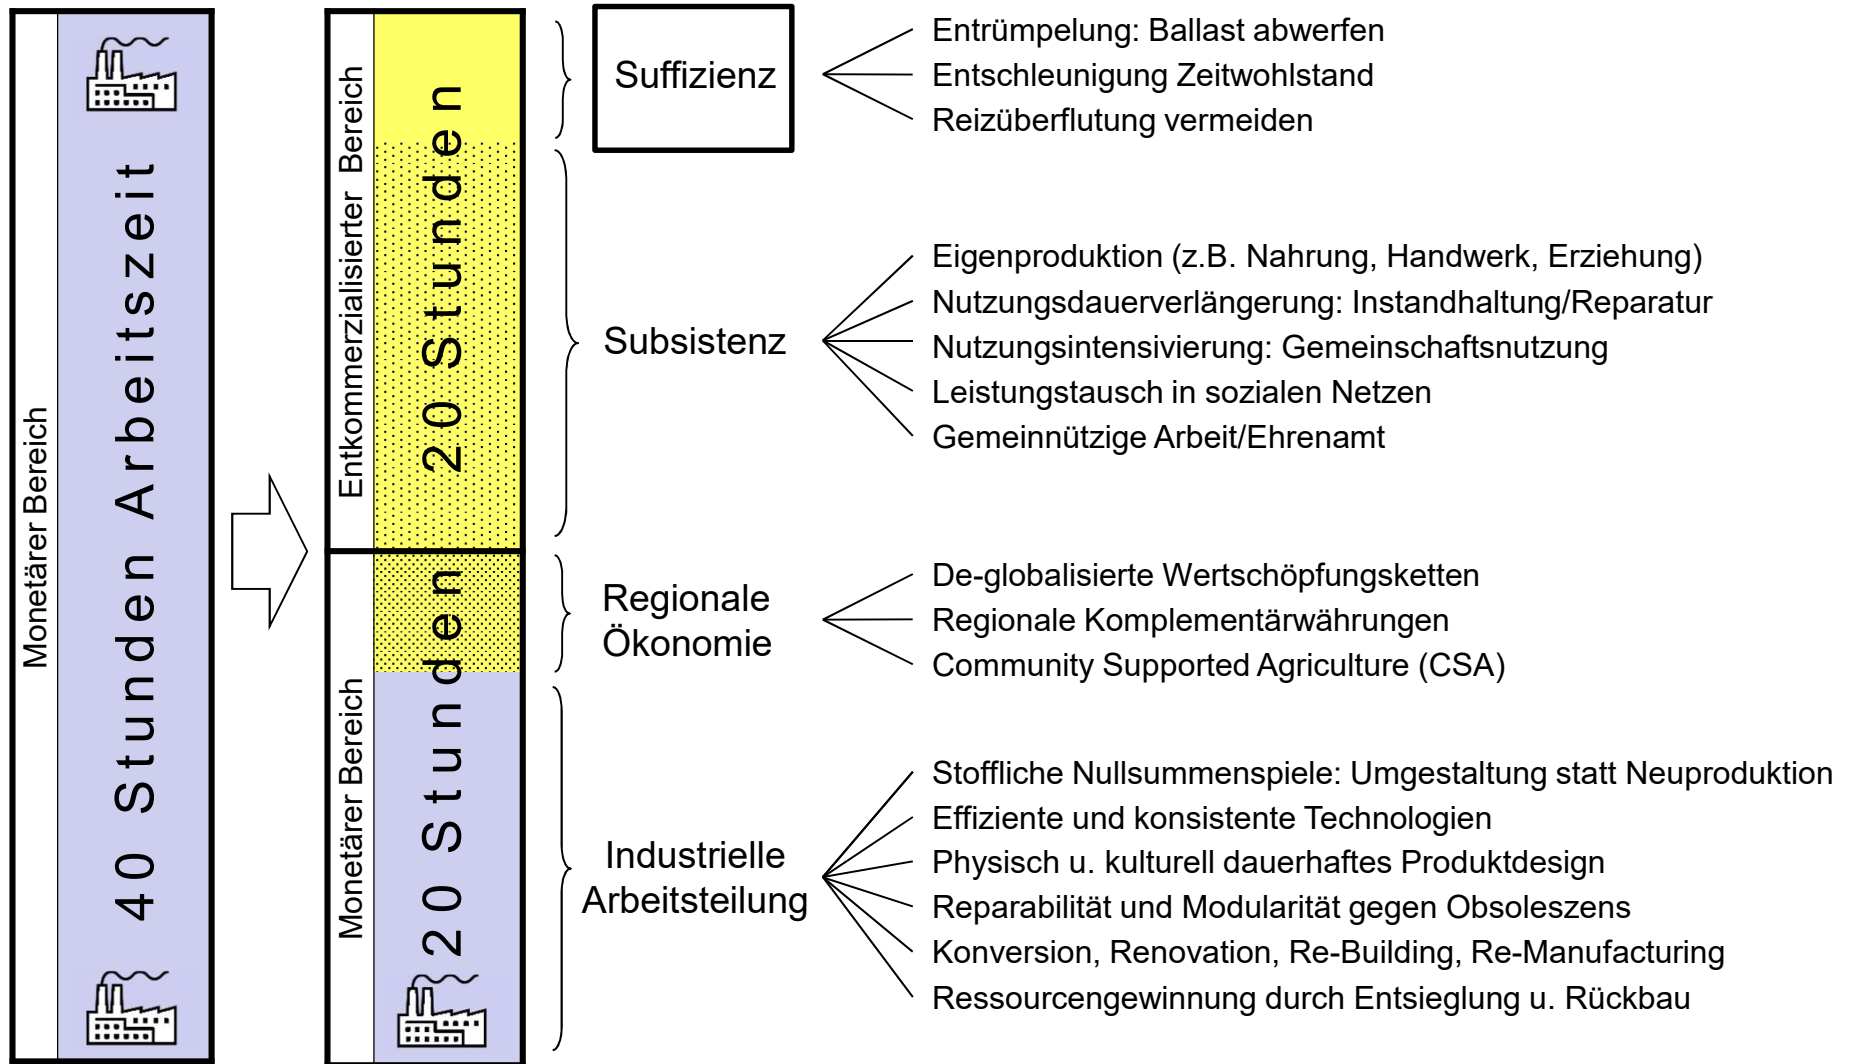 Monetärer Bereich
40 Stunden Arbeitszeit
Entkommerzialisierter Bereich
20 Stunden
Monetärer Bereich
20 Stunden
Suffizienz
Entrümpelung: Ballast abwerfen
Entschleunigung Zeitwohlstand
Reizüberflutung vermeiden
Subsistenz
Eigenproduktion (z.B. Nahrung, Handwerk, Erziehung)
Nutzungsdauerverlängerung: Instandhaltung/Reparatur
Nutzungsintensivierung: Gemeinschaftsnutzung
Leistungstausch in sozialen Netzen
Gemeinnützige Arbeit/Ehrenamt
Regionale
Ökonomie
De-globalisierte Wertschöpfungsketten
Regionale Komplementärwährungen
Community Supported Agriculture (CSA)
Industrielle
Arbeitsteilung
Stoffliche Nullsummenspiele: Umgestaltung statt Neuproduktion
Effiziente und konsistente Technologien
Physisch u. kulturell dauerhaftes Produktdesign
Reparabilität und Modularität gegen Obsoleszens
Konversion, Renovation, Re-Building, Re-Manufacturing
Ressourcengewinnung durch Entsieglung u. Rückbau